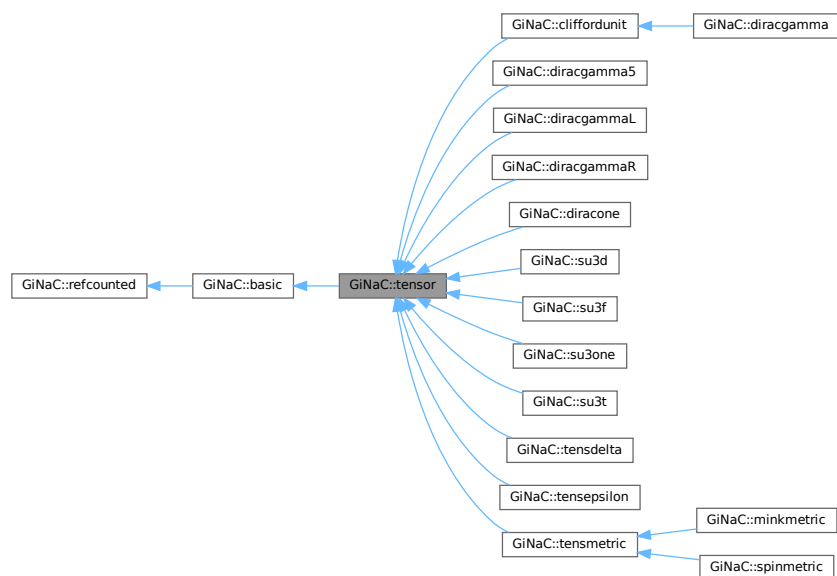 GiNaC::cliffordunit
GiNaC::diracgamma
GiNaC::diracgamma5
GiNaC::diracgammaL
GiNaC::diracgammaR
GiNaC::diracone
GiNaC::su3d
GiNaC::refcounted
GiNaC::basic
GiNaC::tensor
GiNaC::su3f
GiNaC::su3one
GiNaC::su3t
GiNaC::tensdelta
GiNaC::tensepsilon
GiNaC::minkmetric
GiNaC::tensmetric
GiNaC::spinmetric